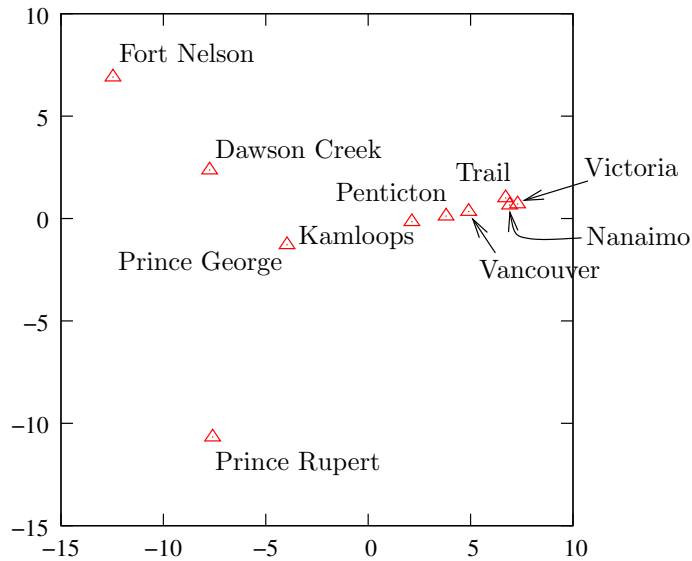 10
Fort Nelson
5
Dawson Creek
Trail
Victoria
Penticton
0
Kamloops
Nanaimo
Prince George
Vancouver
−5
−10
Prince Rupert
−15
−15 −10 −5 0 5 10